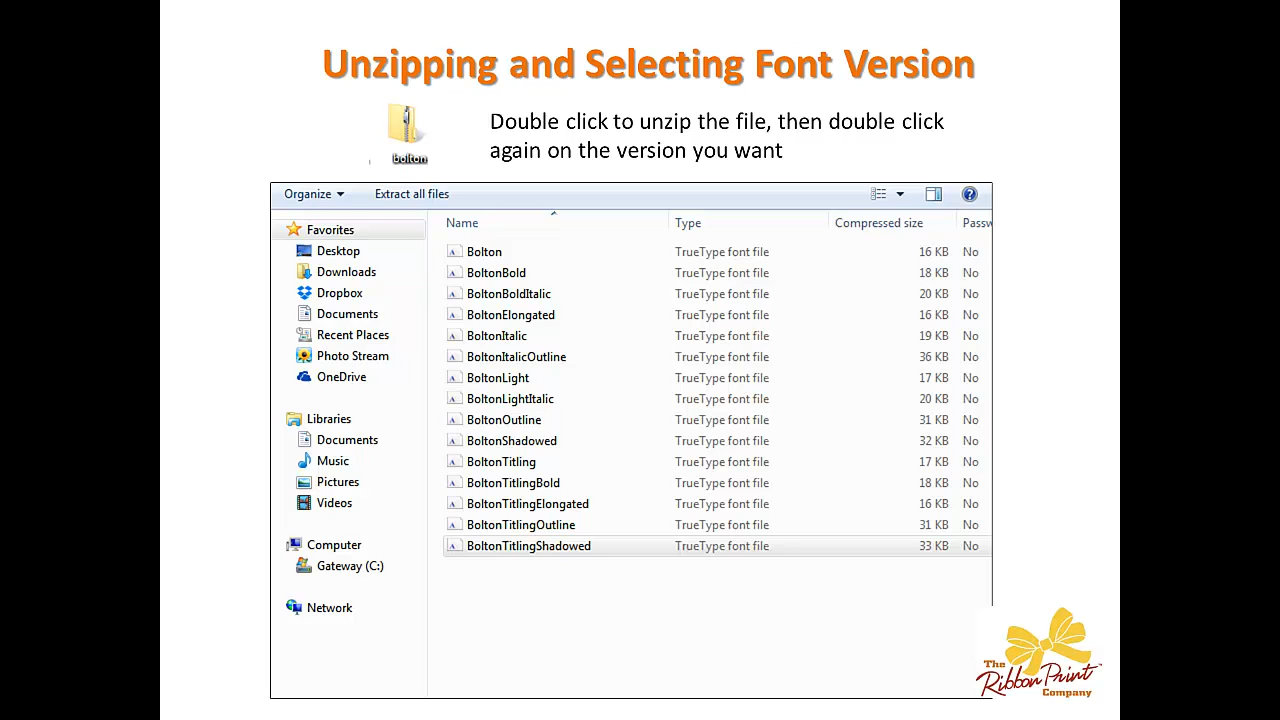 Unzipping and Selecting Font Version
bolton
Double click to unzip the file, then double click
again on the version you want
Organize Extract all files
Name Type Compressed size Passw
Favorites
Desktop
Downloads
Dropbox
Documents
Recent Places
Photo Stream
OneDrive
Libraries
Documents
Music
Pictures
Videos
Computer
Gateway (C:)
Network
Bolton TrueType font file 16 KB No
BoltonBold TrueType font file 18 KB No
BoltonBoldItalic TrueType font file 20 KB No
BoltonElongated TrueType font file 16 KB No
BoltonItalic TrueType font file 19 KB No
BoltonItalicOutline TrueType font file 36 KB No
BoltonLight TrueType font file 17 KB No
BoltonLightItalic TrueType font file 20 KB No
BoltonOutline TrueType font file 31 KB No
BoltonShadowed TrueType font file 32 KB No
BoltonTitling TrueType font file 17 KB No
BoltonTitlingBold TrueType font file 18 KB No
BoltonTitlingElongated TrueType font file 16 KB No
BoltonTitlingOutline TrueType font file 31 KB No
BoltonTitlingShadowed TrueType font file 33 KB No
The
Ribbon Print
Company